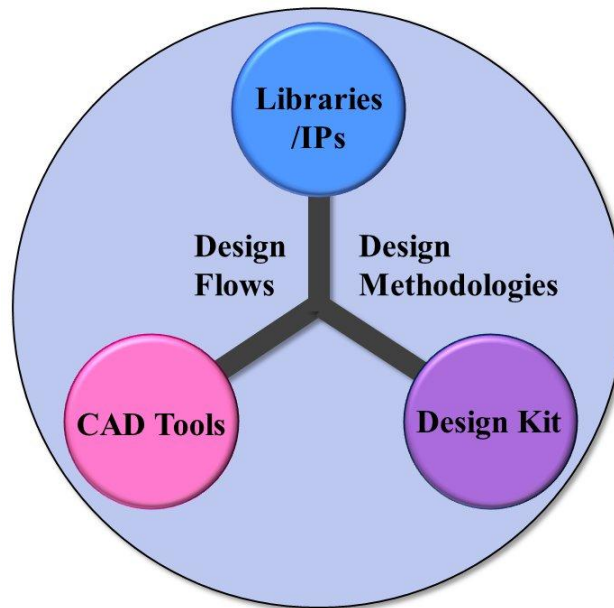 Libraries
/IPs
Design
Flows
Design
Methodologies
CAD Tools
Design Kit